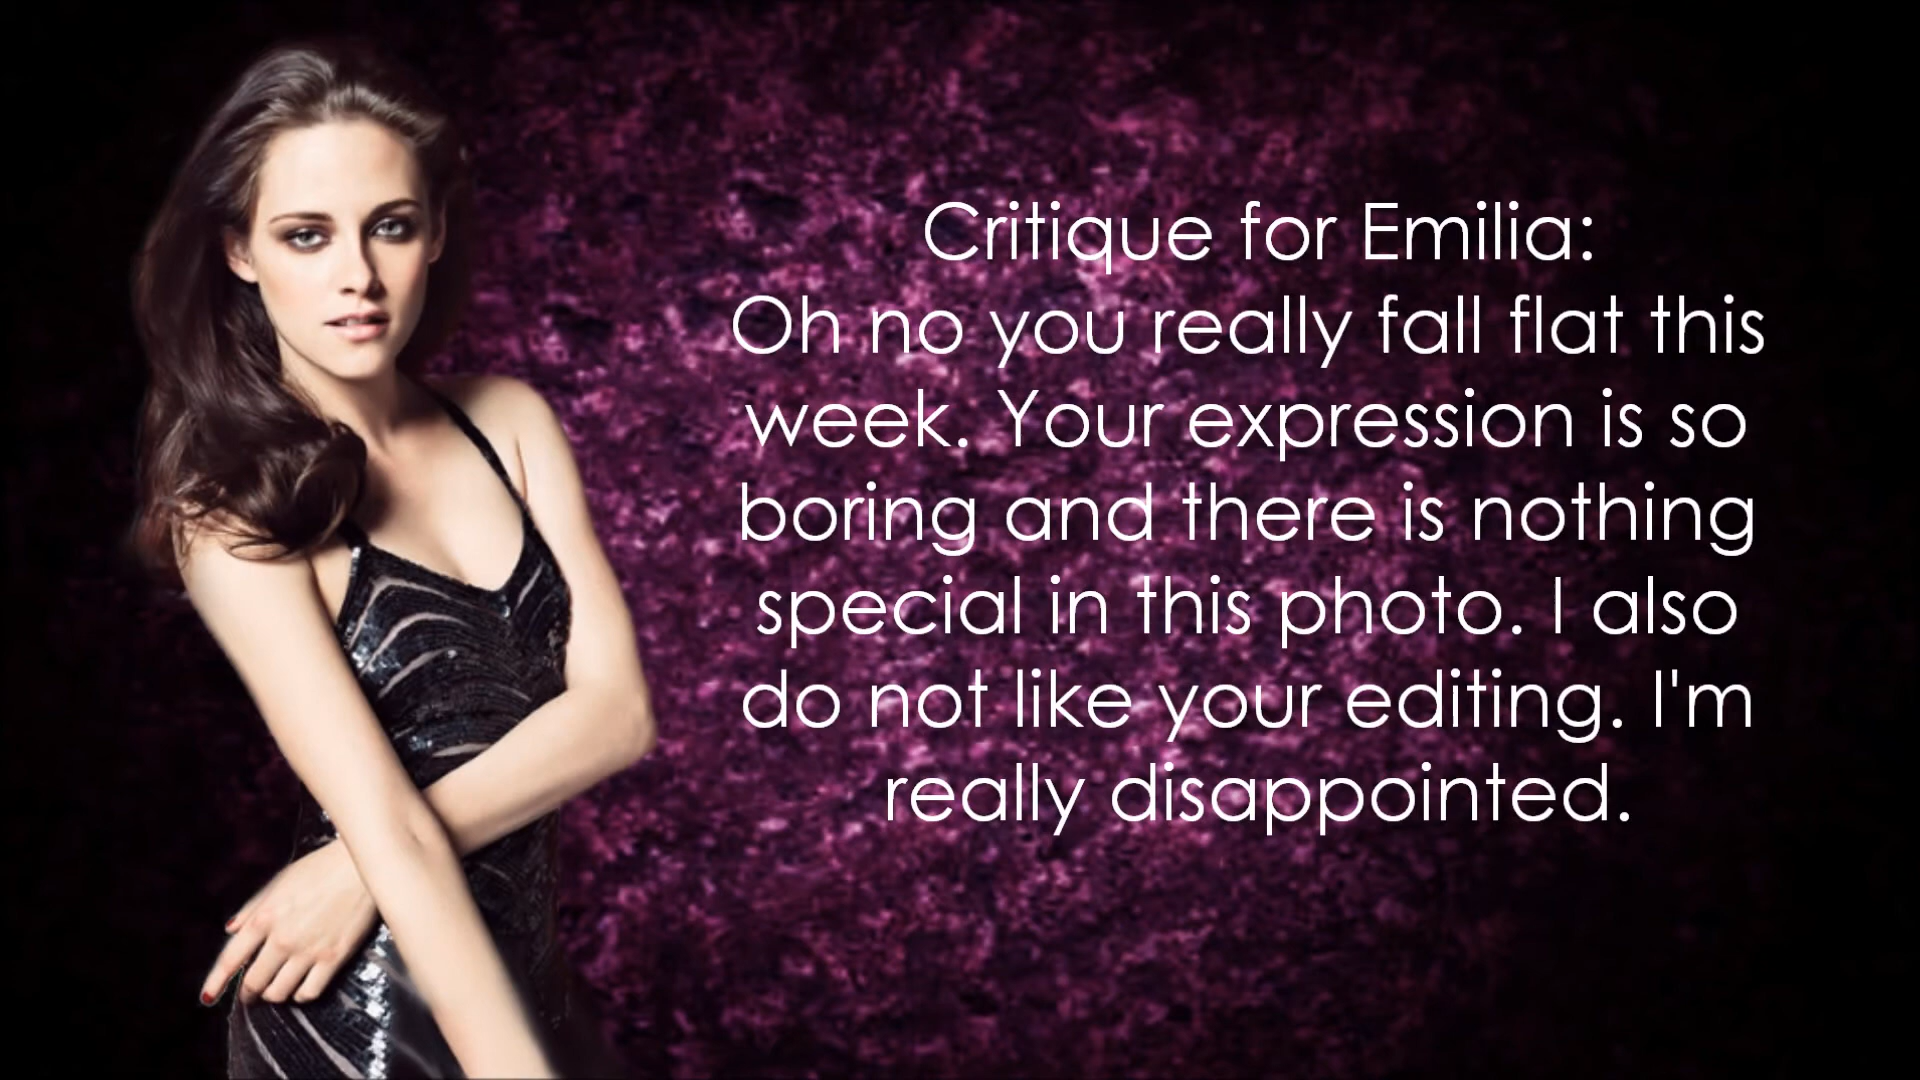 Critique for Emilia:
Oh no you really fall flat this
week. Your expression is so
boring and there is nothing
special in this photo. I also
do not like your editing. I'm
really disappointed.